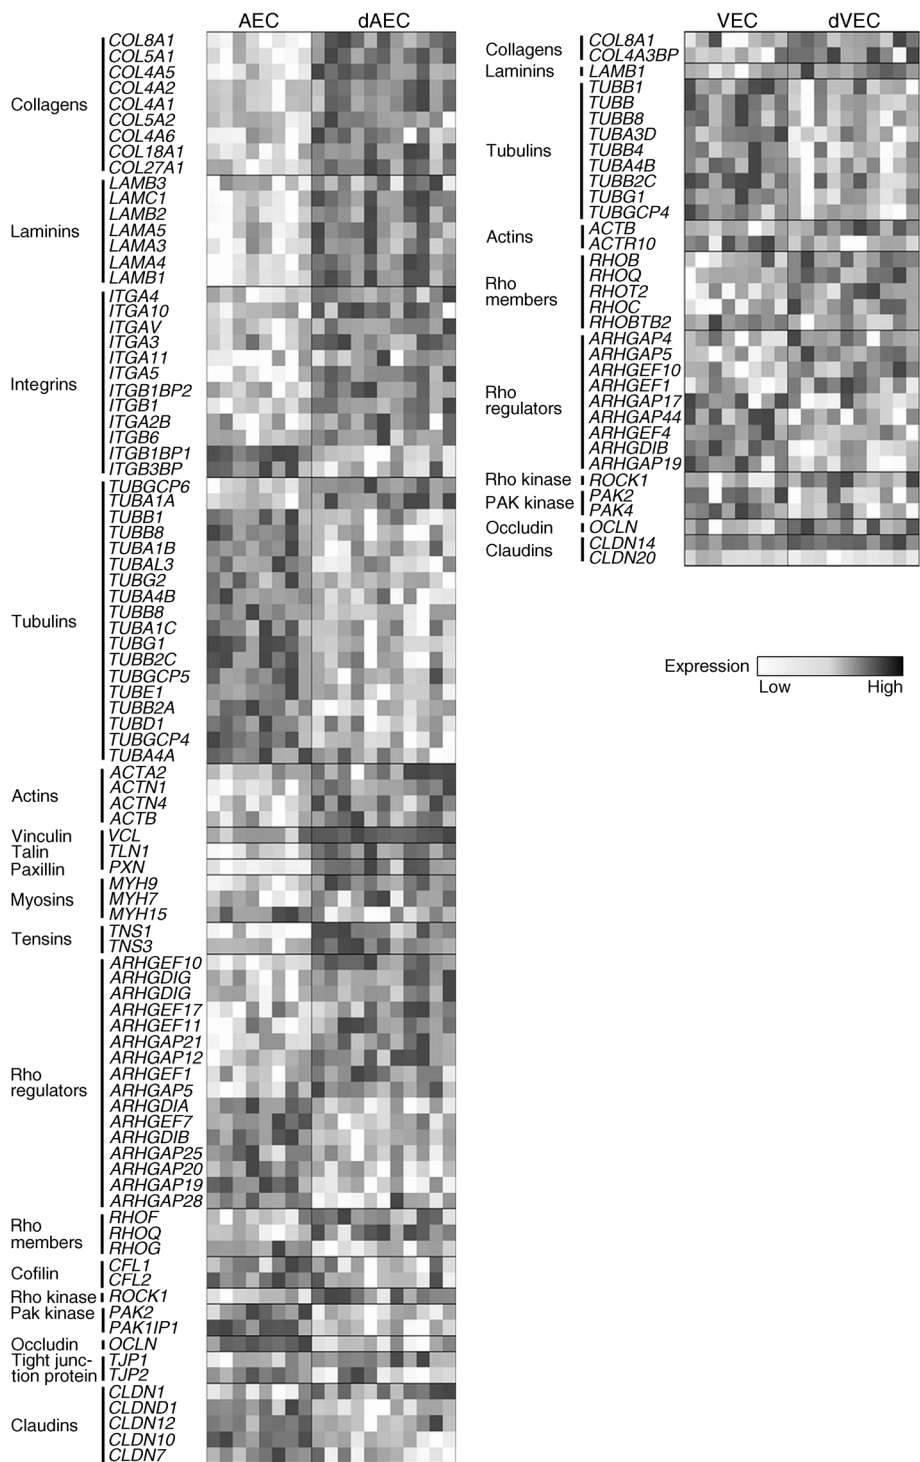 AEC dAEC
Collagens
COL8A1
COL5A1
COL4A5
COL4A2
COL4A1
COL5A2
COL4A6
COL18A1
COL27A1
Laminins
LAMB3
LAMC1
LAMB2
LAMA5
LAMA3
LAMA4
LAMB1
Integrins
ITGA4
ITGA10
ITGAV
ITGA3
ITGA11
ITGA5
ITGB1BP2
ITGB1
ITGA2B
ITGB6
ITGB1BP1
ITGB3BP
Tubulins
TUBGCP6
TUBA1A
TUBB1
TUBB8
TUBA1B
TUBAL3
TUBG2
TUBA4B
TUBB8
TUBA1C
TUBG1
TUBB2C
TUBGCP5
TUBE1
TUBB2A
TUBD1
TUBGCP4
TUBA4A
Actins
ACTA2
ACTN1
ACTN4
ACTB
Vinculin VCL
Talin TLN1
Paxillin PXN
Myosins
MYH9
MYH7
MYH15
Tensins
TNS1
TNS3
Rho
regulators
ARHGEF10
ARHGDIG
ARHGDIG
ARHGEF17
ARHGEF11
ARHGAP21
ARHGAP12
ARHGEF1
ARHGAP5
ARHGDIA
ARHGEF7
ARHGDIB
ARHGAP25
ARHGAP20
ARHGAP19
ARHGAP28
Rho
members
RHOF
RHOQ
RHOG
Cofilin
CFL1
CFL2
Rho kinase ROCK1
Pak kinase PAK2
PAK1IP1
Occludin OCLN
Tight junc-
tion protein
TJP1
TJP2
Claudins
CLDN1
CLDND1
CLDN12
CLDN10
CLDN7
VEC dVEC
Collagens
COL8A1
COL4A3BP
Laminins LAMB1
Tubulins
TUBB1
TUBB
TUBB8
TUBA3D
TUBB4
TUBA4B
TUBB2C
TUBG1
TUBGCP4
Actins
ACTB
ACTR10
Rho
members
RHOB
RHOQ
RHOT2
RHOC
RHOBTB2
Rho
regulators
ARHGAP4
ARHGAP5
ARHGEF10
ARHGEF1
ARHGAP17
ARHGAP44
ARHGEF4
ARHGDIB
ARHGAP19
Rho kinase ROCK1
PAK kinase
PAK2
PAK4
Occludin OCLN
Claudins
CLDN14
CLDN20
Expression
Low High